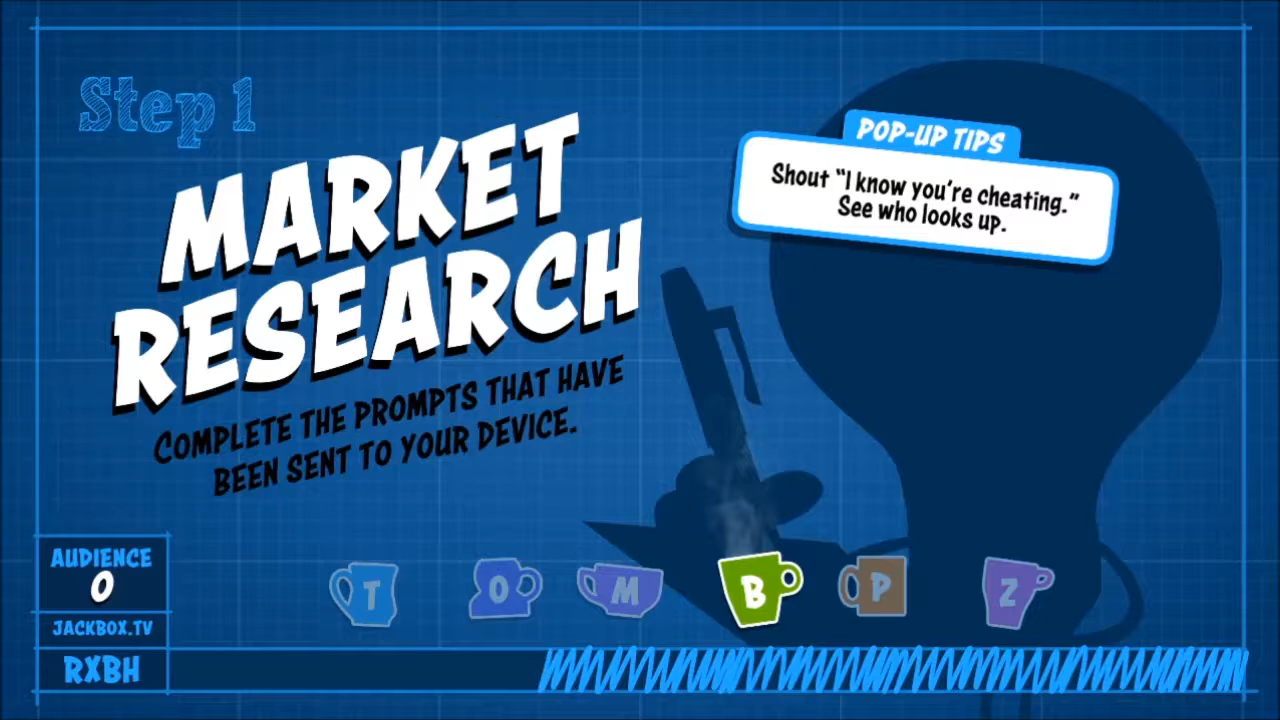 Step 1
MARKET
RESEARCH
COMPLETE THE PROMPTS THAT HAVE
BEEN SENT TO YOUR DEVICE.
POP-UP TIPS
Shout “I know you’re cheating.”
See who looks up.
T O M B P Z
AUDIENCE
0
JACKBOX.TV
RXBH